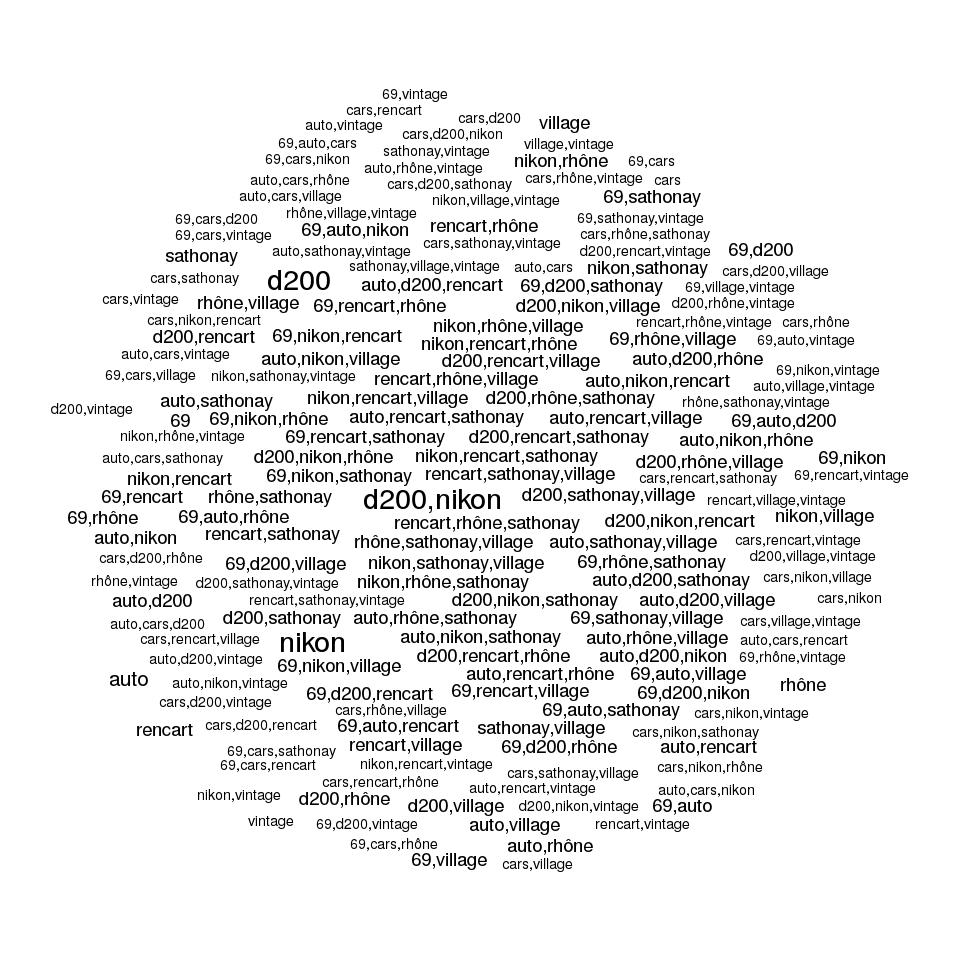 69,vintage
cars,rencart
auto,vintage cars,d200 village
69,auto,cars cars,d200,nikon village,vintage
69,cars,nikon sathonay,vintage nikon,rhône 69,cars
auto,rhône,vintage
auto,cars,rhône cars,d200,sathonay cars,rhône,vintage cars
auto,cars,village nikon,village,vintage 69,sathonay
69,cars,d200 rhône,village,vintage 69,sathonay,vintage
69,cars,vintage 69,auto,nikon rencart,rhône cars,rhône,sathonay
sathonay auto,sathonay,vintage cars,sathonay,vintage d200,rencart,vintage 69,d200
sathonay,village,vintage auto,cars nikon,sathonay cars,d200,village
cars,sathonay d200 auto,d200,rencart 69,d200,sathonay 69,village,vintage
cars,vintage rhône,village 69,rencart,rhône d200,nikon,village d200,rhône,vintage
cars,nikon,rencart nikon,rhône,village rencart,rhône,vintage cars,rhône
d200,rencart 69,nikon,rencart nikon,rencart,rhône 69,rhône,village 69,auto,vintage
auto,cars,vintage auto,nikon,village d200,rencart,village auto,d200,rhône
69,cars,village nikon,sathonay,vintage rencart,rhône,village auto,nikon,rencart 69,nikon,vintage
auto,village,vintage
d200,vintage auto,sathonay nikon,rencart,village d200,rhône,sathonay rhône,sathonay,vintage
69 69,nikon,rhône auto,rencart,sathonay auto,rencart,village 69,auto,d200
nikon,rhône,vintage 69,rencart,sathonay d200,rencart,sathonay auto,nikon,rhône
auto,cars,sathonay d200,nikon,rhône nikon,rencart,sathonay d200,rhône,village 69,nikon
nikon,rencart 69,nikon,sathonay rencart,sathonay,village cars,rencart,sathonay 69,rencart,vintage
69,rencart rhône,sathonay d200,nikon d200,sathonay,village rencart,village,vintage
69,rhône 69,auto,rhône rencart,rhône,sathonay d200,nikon,rencart nikon,village
auto,nikon rencart,sathonay rhône,sathonay,village auto,sathonay,village cars,rencart,vintage
cars,d200,rhône 69,d200,village nikon,sathonay,village 69,rhône,sathonay d200,village,vintage
rhône,vintage d200,sathonay,vintage nikon,rhône,sathonay auto,d200,sathonay cars,nikon,village
auto,d200 rencart,sathonay,vintage d200,nikon,sathonay auto,d200,village cars,nikon
auto,cars,d200 d200,sathonay auto,rhône,sathonay 69,sathonay,village cars,village,vintage
cars,rencart,village nikon auto,nikon,sathonay auto,rhône,village auto,cars,rencart
auto,d200,vintage 69,nikon,village d200,rencart,rhône auto,d200,nikon 69,rhône,vintage
auto auto,nikon,vintage auto,rencart,rhône 69,auto,village rhône
69,d200,rencart 69,rencart,village 69,d200,nikon
cars,d200,vintage cars,rhône,village 69,auto,sathonay cars,nikon,vintage
rencart cars,d200,rencart 69,auto,rencart sathonay,village cars,nikon,sathonay
69,cars,sathonay rencart,village 69,d200,rhône auto,rencart
69,cars,rencart nikon,rencart,vintage cars,sathonay,village cars,nikon,rhône
cars,rencart,rhône auto,rencart,vintage auto,cars,nikon
nikon,vintage d200,rhône d200,village d200,nikon,vintage 69,auto
vintage 69,d200,vintage auto,village rencart,vintage
69,cars,rhône auto,rhône
69,village cars,village